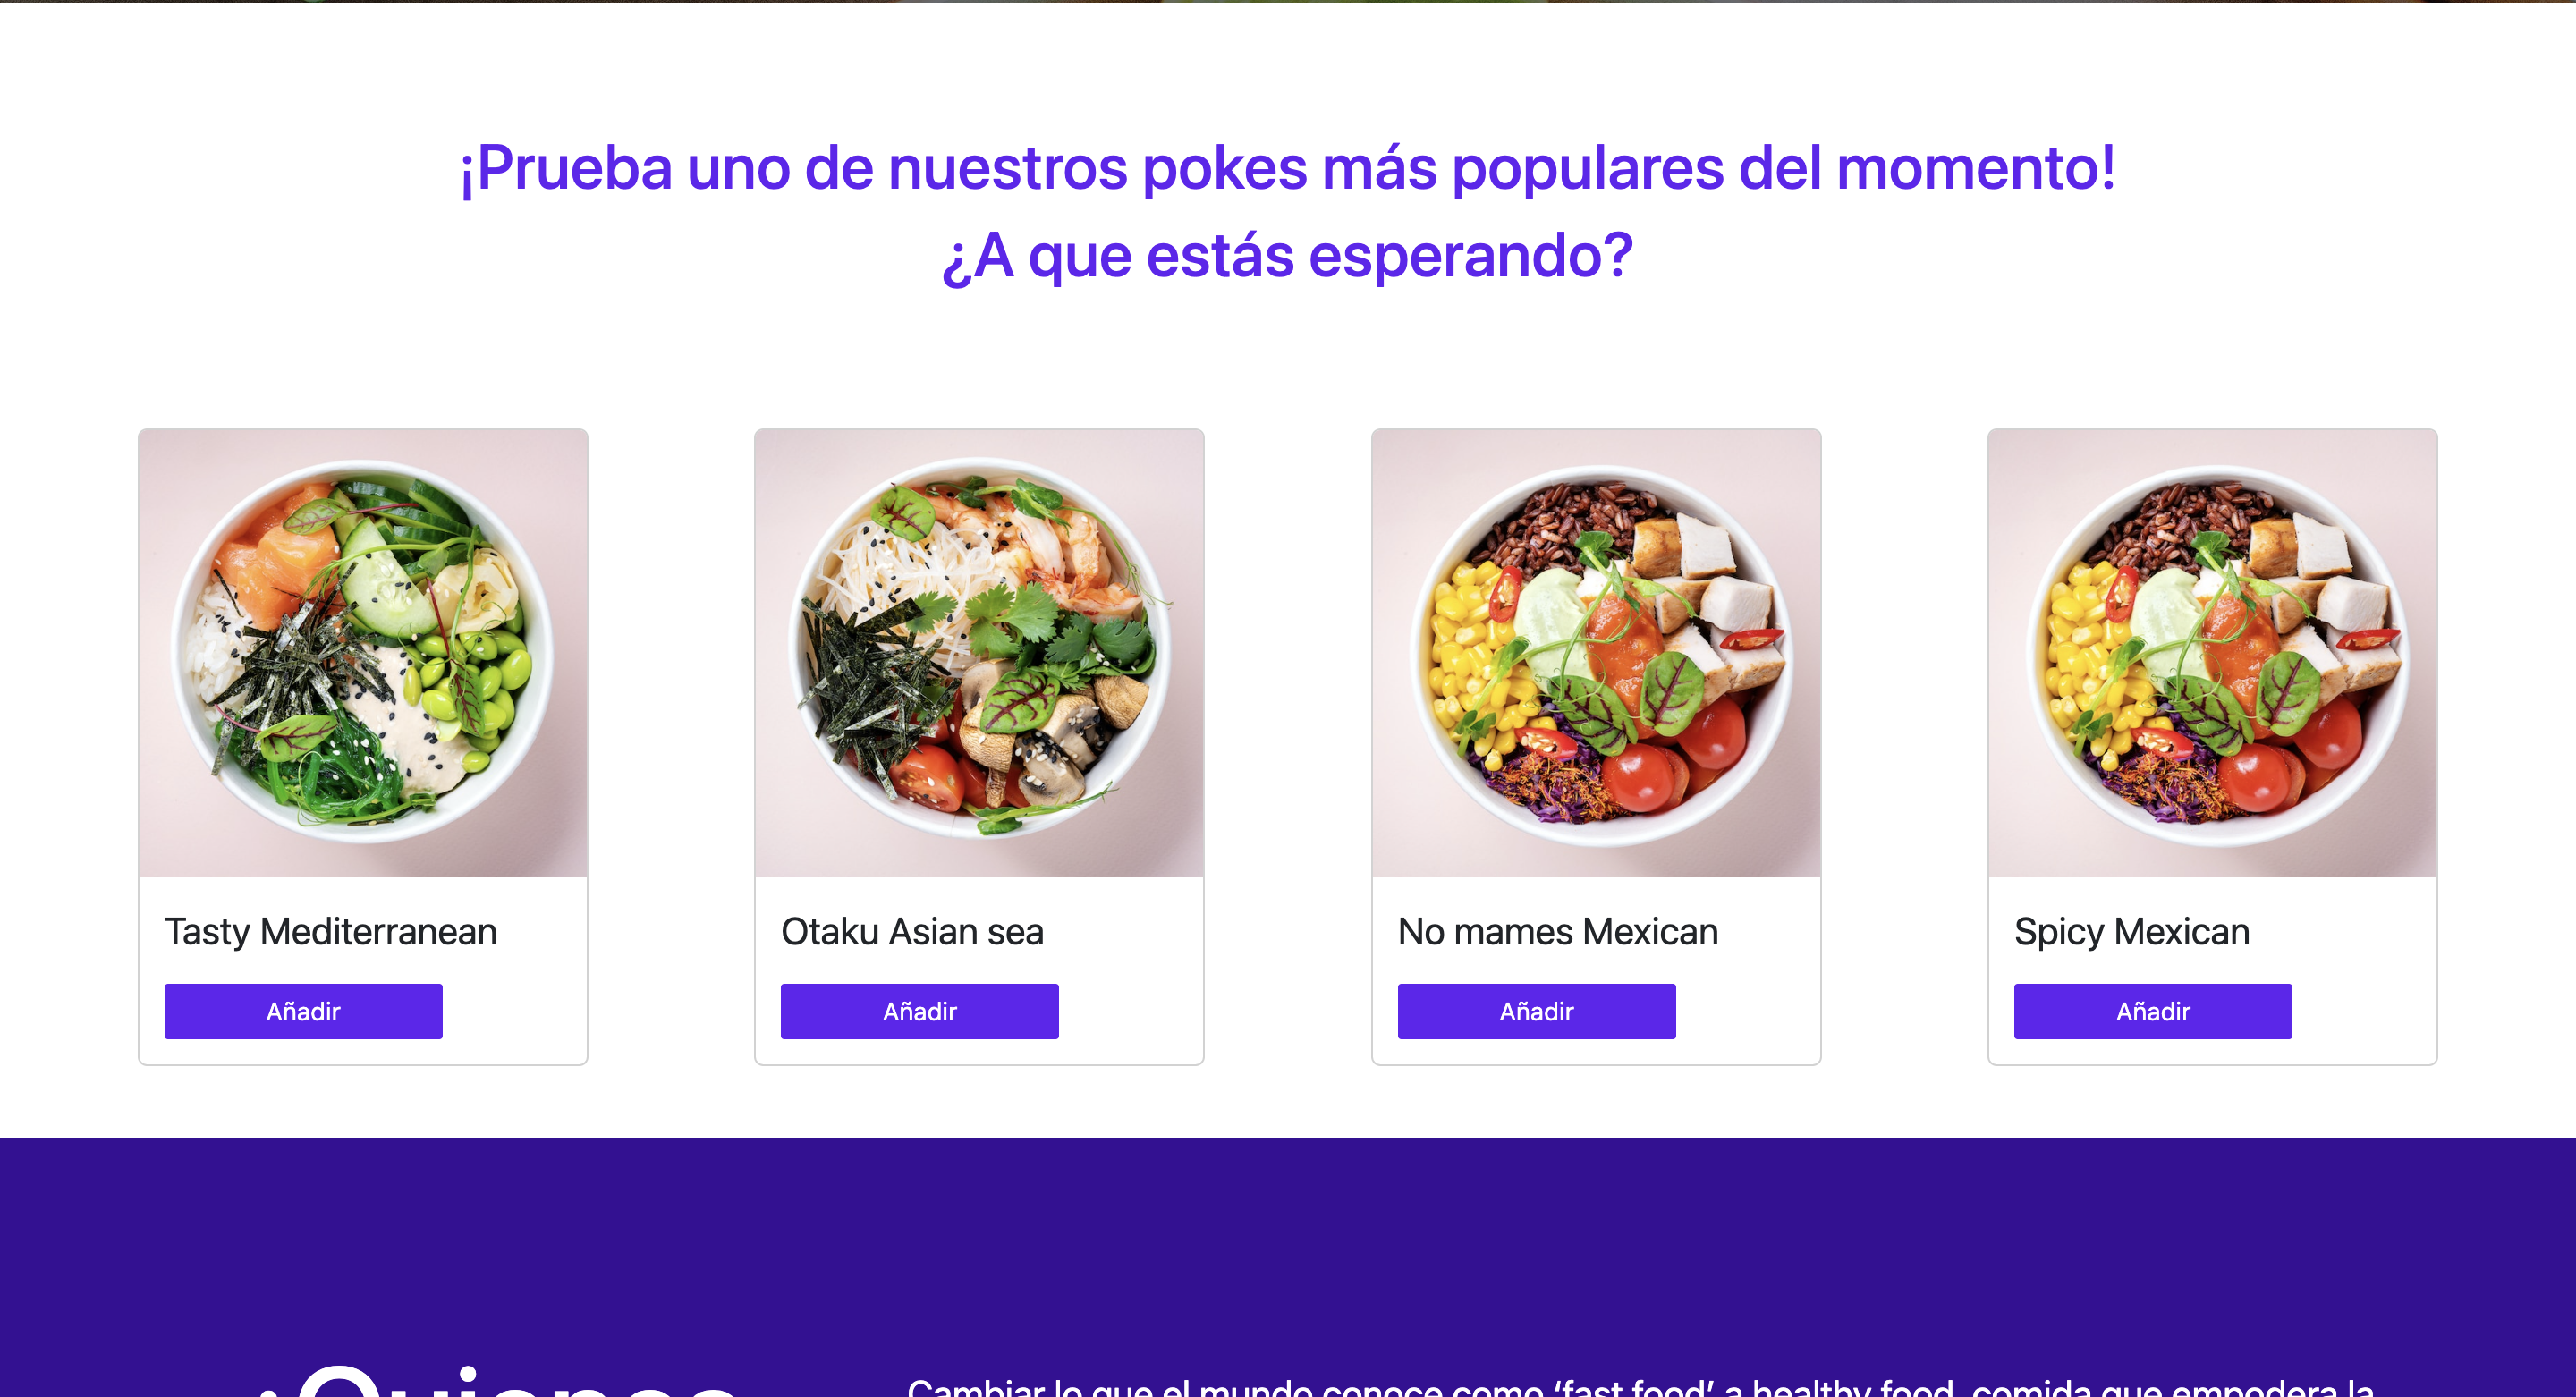 ¡Prueba uno de nuestros pokes más populares del momento!
¿A que estás esperando?
Tasty Mediterranean
Otaku Asian sea
No mames Mexican
Spicy Mexican
Añadir
Añadir
Añadir
Añadir
¿Quienes
Cambiar lo que el mundo conoce como ‘fast food’ a healthy food, comida que empodera la